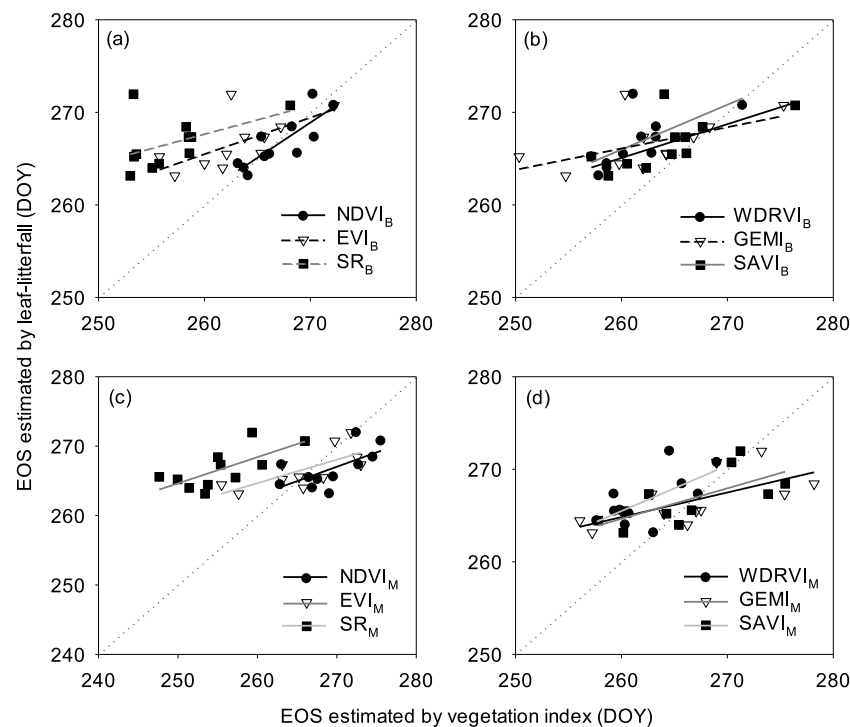 280
270
260
250
(a)
NDVI_B
EVI_B
SR_B
250 260 270 280
280
270
260
250
(b)
WDRVI_B
GEMI_B
SAVI_B
250 260 270 280
EOS estimated by leaf-litterfall (DOY)
280
270
260
250
240
(c)
NDVI_M
EVI_M
SR_M
240 250 260 270 280
280
270
260
250
(d)
WDRVI_M
GEMI_M
SAVI_M
250 260 270 280
EOS estimated by vegetation index (DOY)